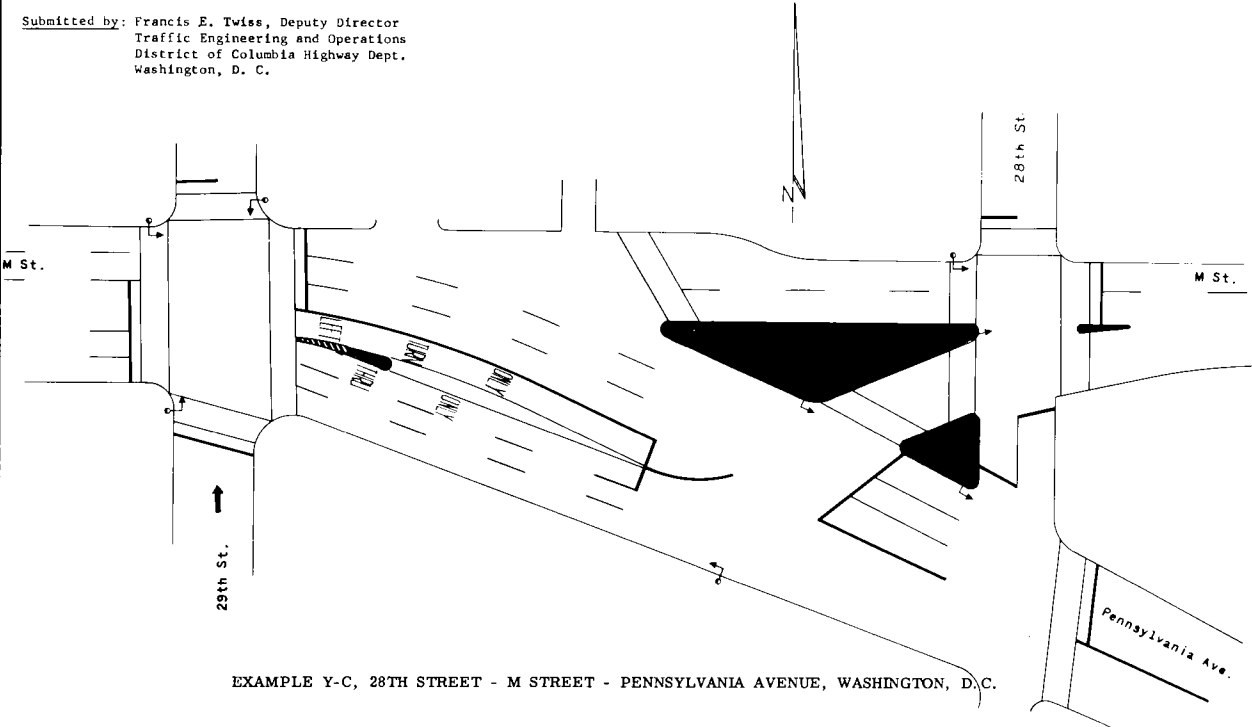 Submitted by: Francis E. Twiss, Deputy Director
Traffic Engineering and Operations
District of Columbia Highway Dept.
Washington, D. C.
N
28th St.
M St.
M St.
LEFT
TURN
ONLY
THRU
ONLY
29th St.
Pennsylvania Ave.
EXAMPLE Y-C, 28TH STREET - M STREET - PENNSYLVANIA AVENUE, WASHINGTON, D.C.